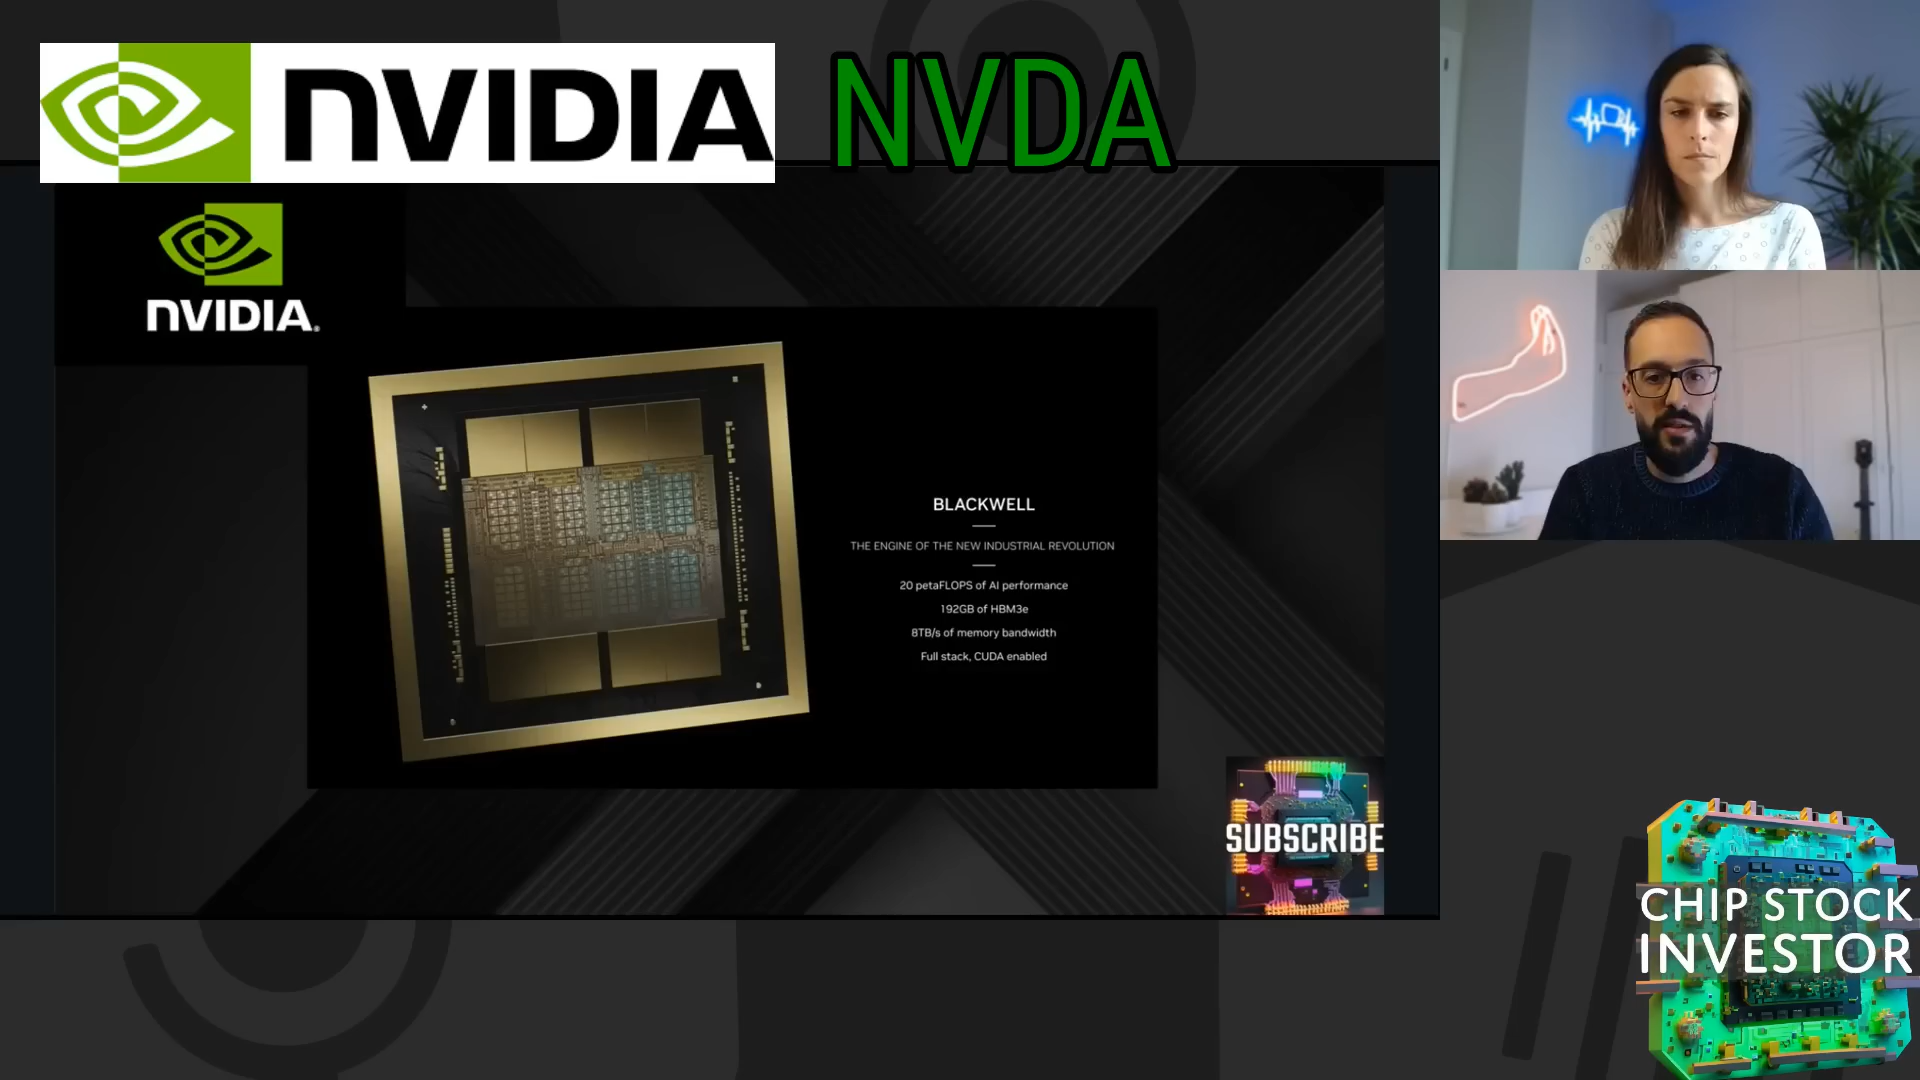 NVIDIA
NVDA
NVIDIA.
BLACKWELL
THE ENGINE OF THE NEW INDUSTRIAL REVOLUTION
20 petaFLOPS of AI performance
192GB of HBM3e
8TB/s of memory bandwidth
Full stack, CUDA enabled
SUBSCRIBE
CHIP STOCK
INVESTOR